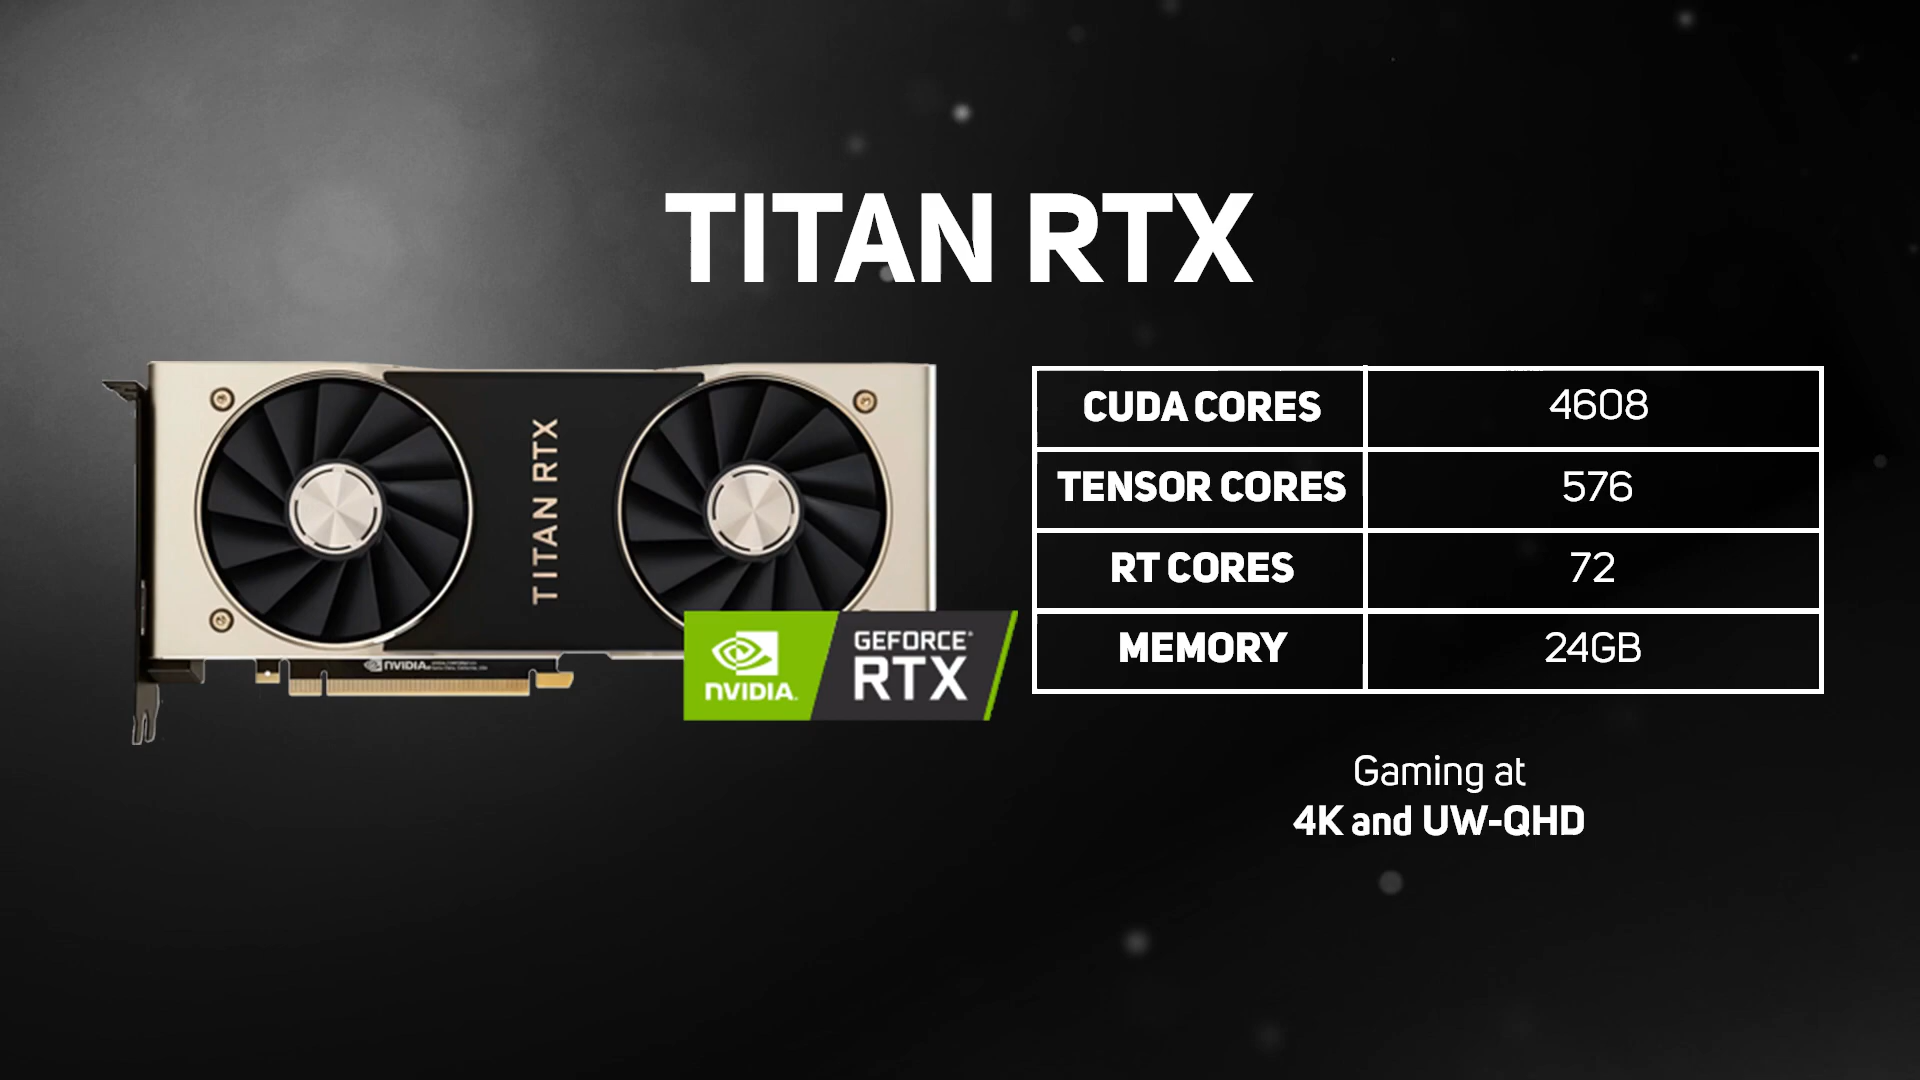 TITAN RTX
TITAN RTX
NVIDIA.
NVIDIA.
GEFORCE
RTX
CUDA CORES 4608
TENSOR CORES 576
RT CORES 72
MEMORY 24GB
Gaming at
4K and UW-QHD